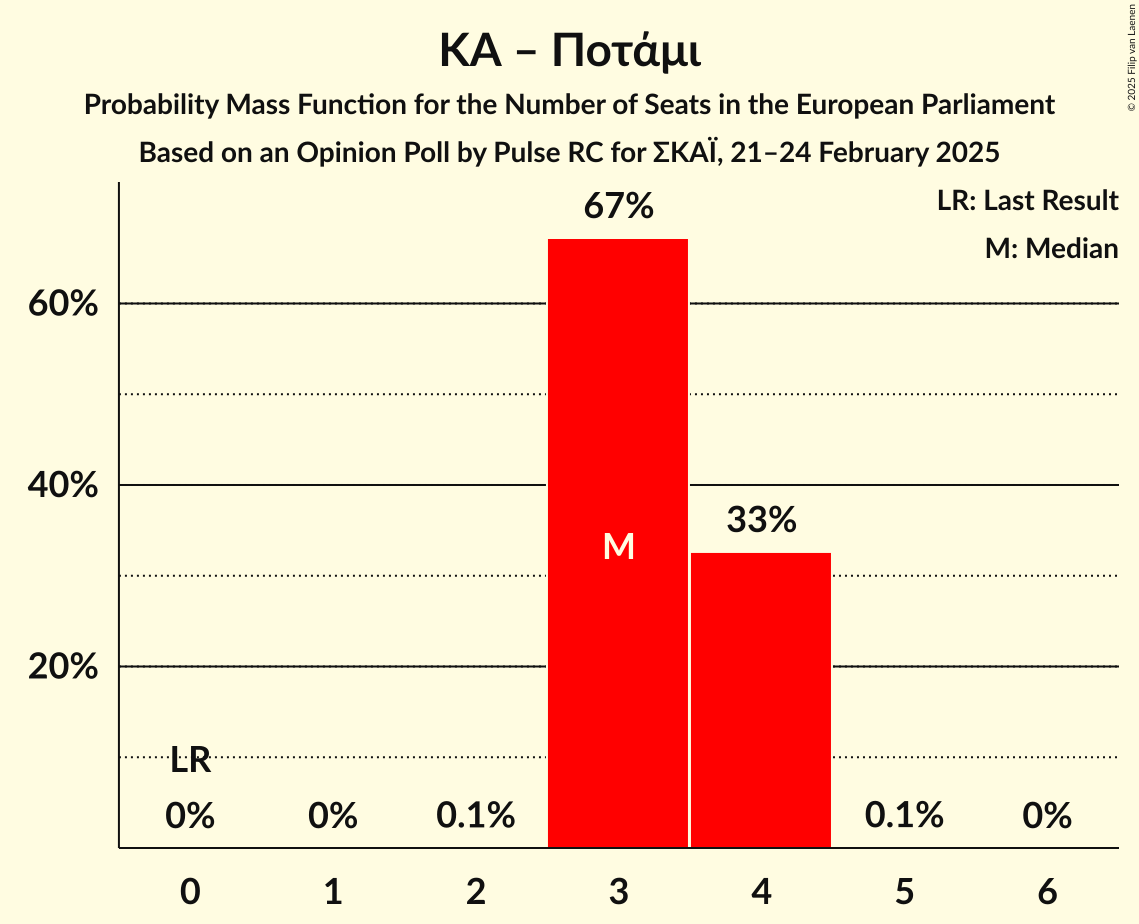 ΚΑ – Ποτάμι
Probability Mass Function for the Number of Seats in the European Parliament
Based on an Opinion Poll by Pulse RC for ΣΚΑΪ, 21–24 February 2025
© 2025 Filip van Laenen
LR: Last Result
M: Median
67%
60%
40%
33%
M
20%
LR
0% 0% 0.1% 0.1% 0%
0 1 2 3 4 5 6